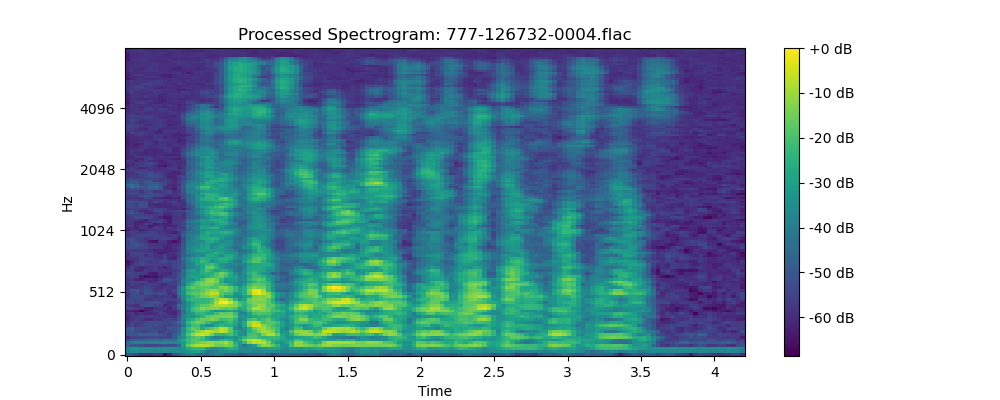 Processed Spectrogram: 777-126732-0004.flac
Hz
4096
2048
1024
512
0
0 0.5 1 1.5 2 2.5 3 3.5 4
Time
+0 dB
-10 dB
-20 dB
-30 dB
-40 dB
-50 dB
-60 dB